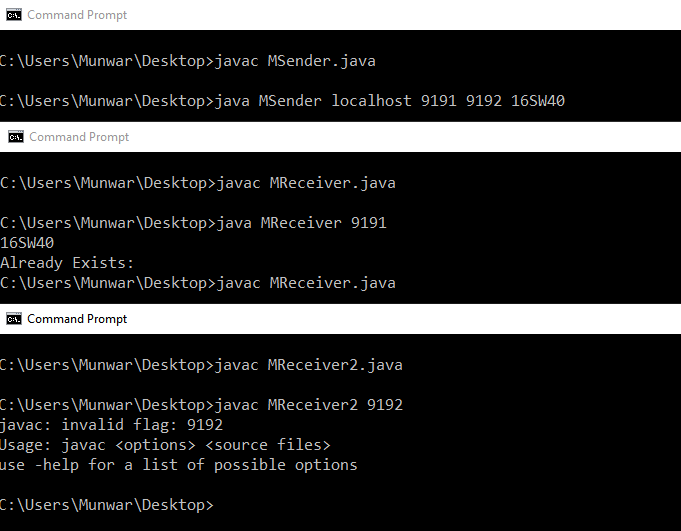 Command Prompt
C:\Users\Munwar\Desktop>javac MSender.java
C:\Users\Munwar\Desktop>java MSender localhost 9191 9192 16SW40
Command Prompt
C:\Users\Munwar\Desktop>javac MReceiver.java
C:\Users\Munwar\Desktop>java MReceiver 9191
16SW40
Already Exists:
C:\Users\Munwar\Desktop>javac MReceiver.java
Command Prompt
C:\Users\Munwar\Desktop>javac MReceiver2.java
C:\Users\Munwar\Desktop>javac MReceiver2 9192
javac: invalid flag: 9192
Usage: javac <options> <source files>
use -help for a list of possible options
C:\Users\Munwar\Desktop>